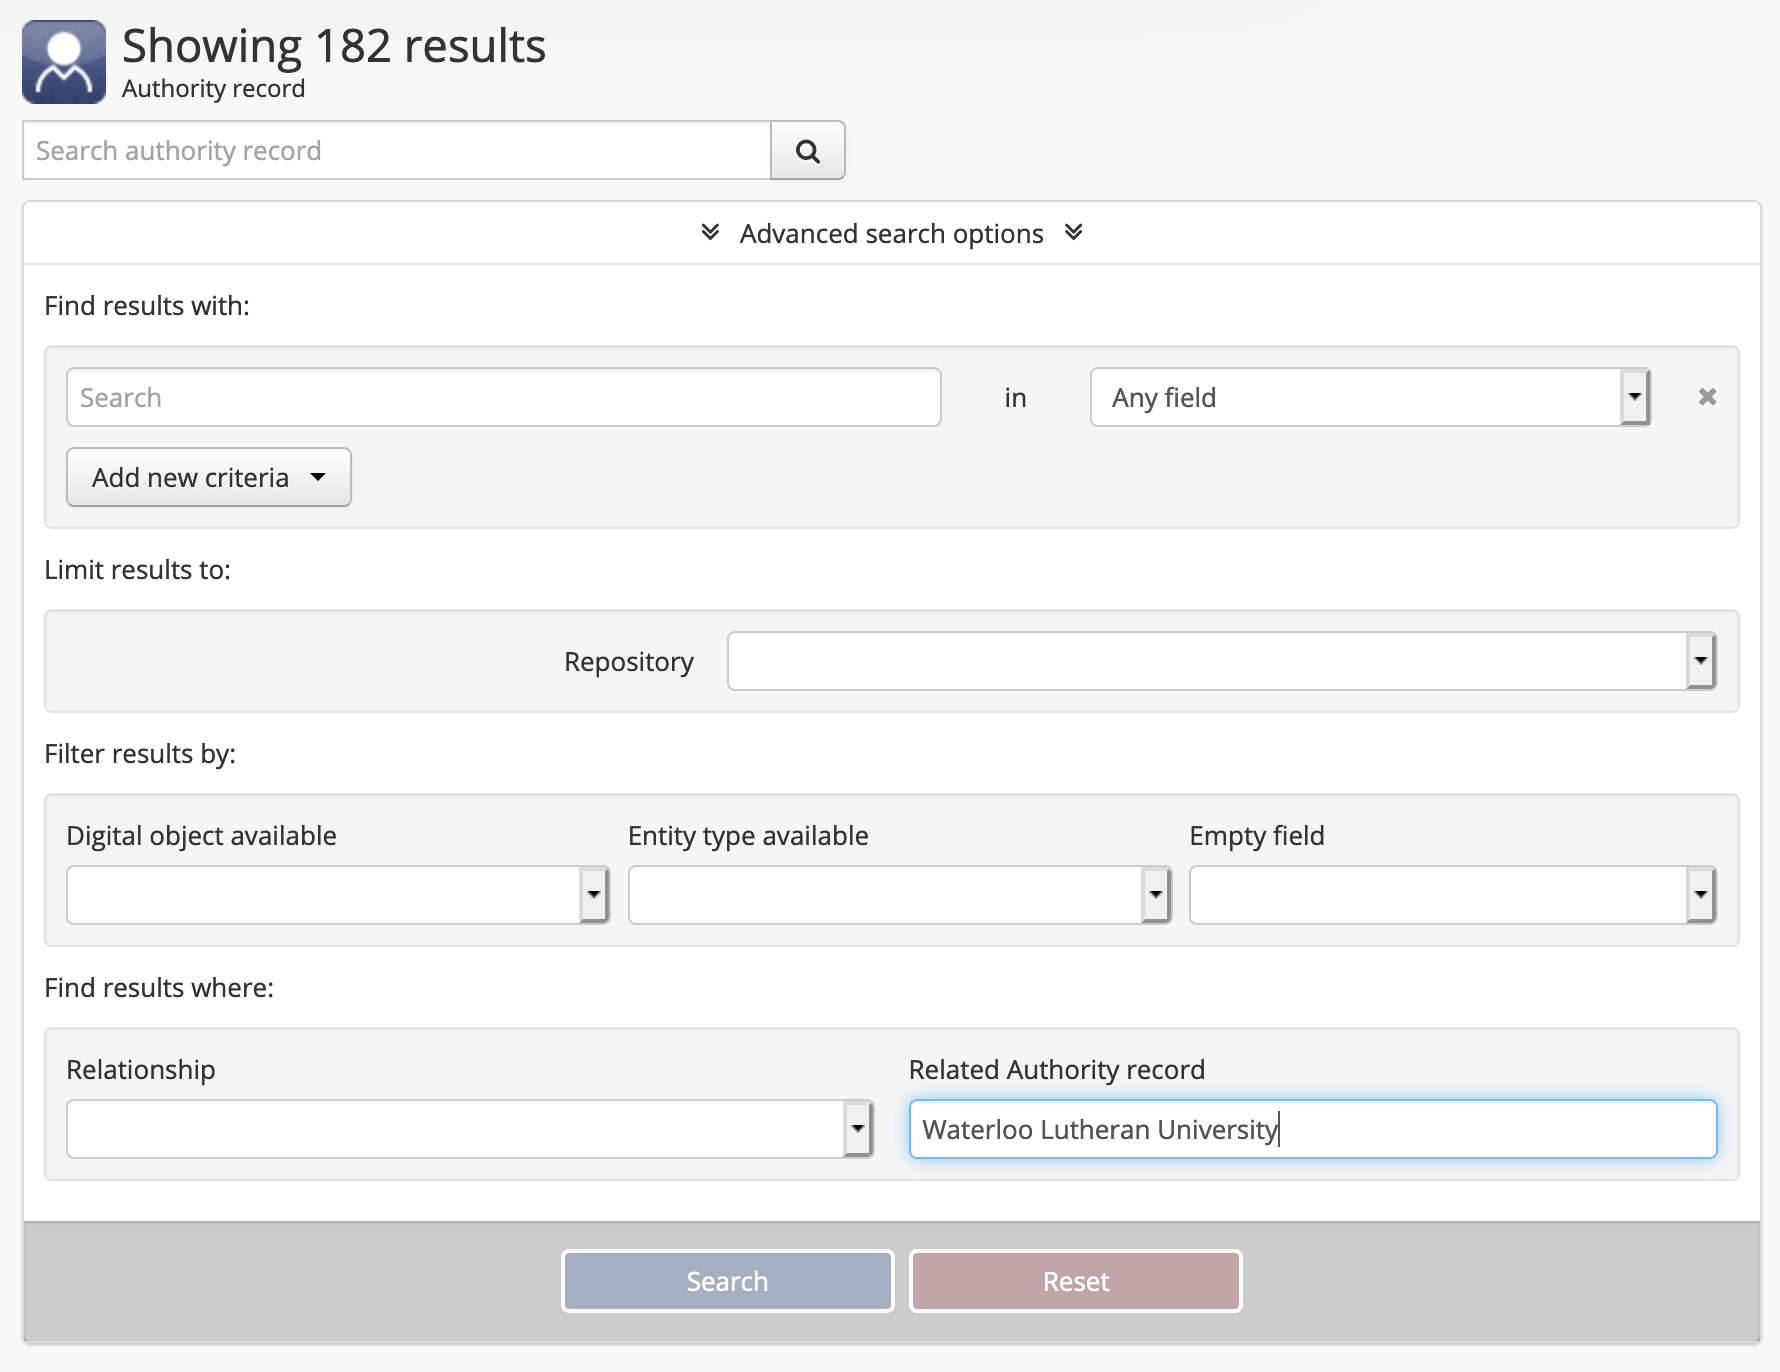 Showing 182 results
Authority record
Search authority record
Advanced search options
Find results with:
Search in Any field
Add new criteria
Limit results to:
Repository
Filter results by:
Digital object available Entity type available Empty field
Find results where:
Relationship Related Authority record
Waterloo Lutheran University
Search Reset